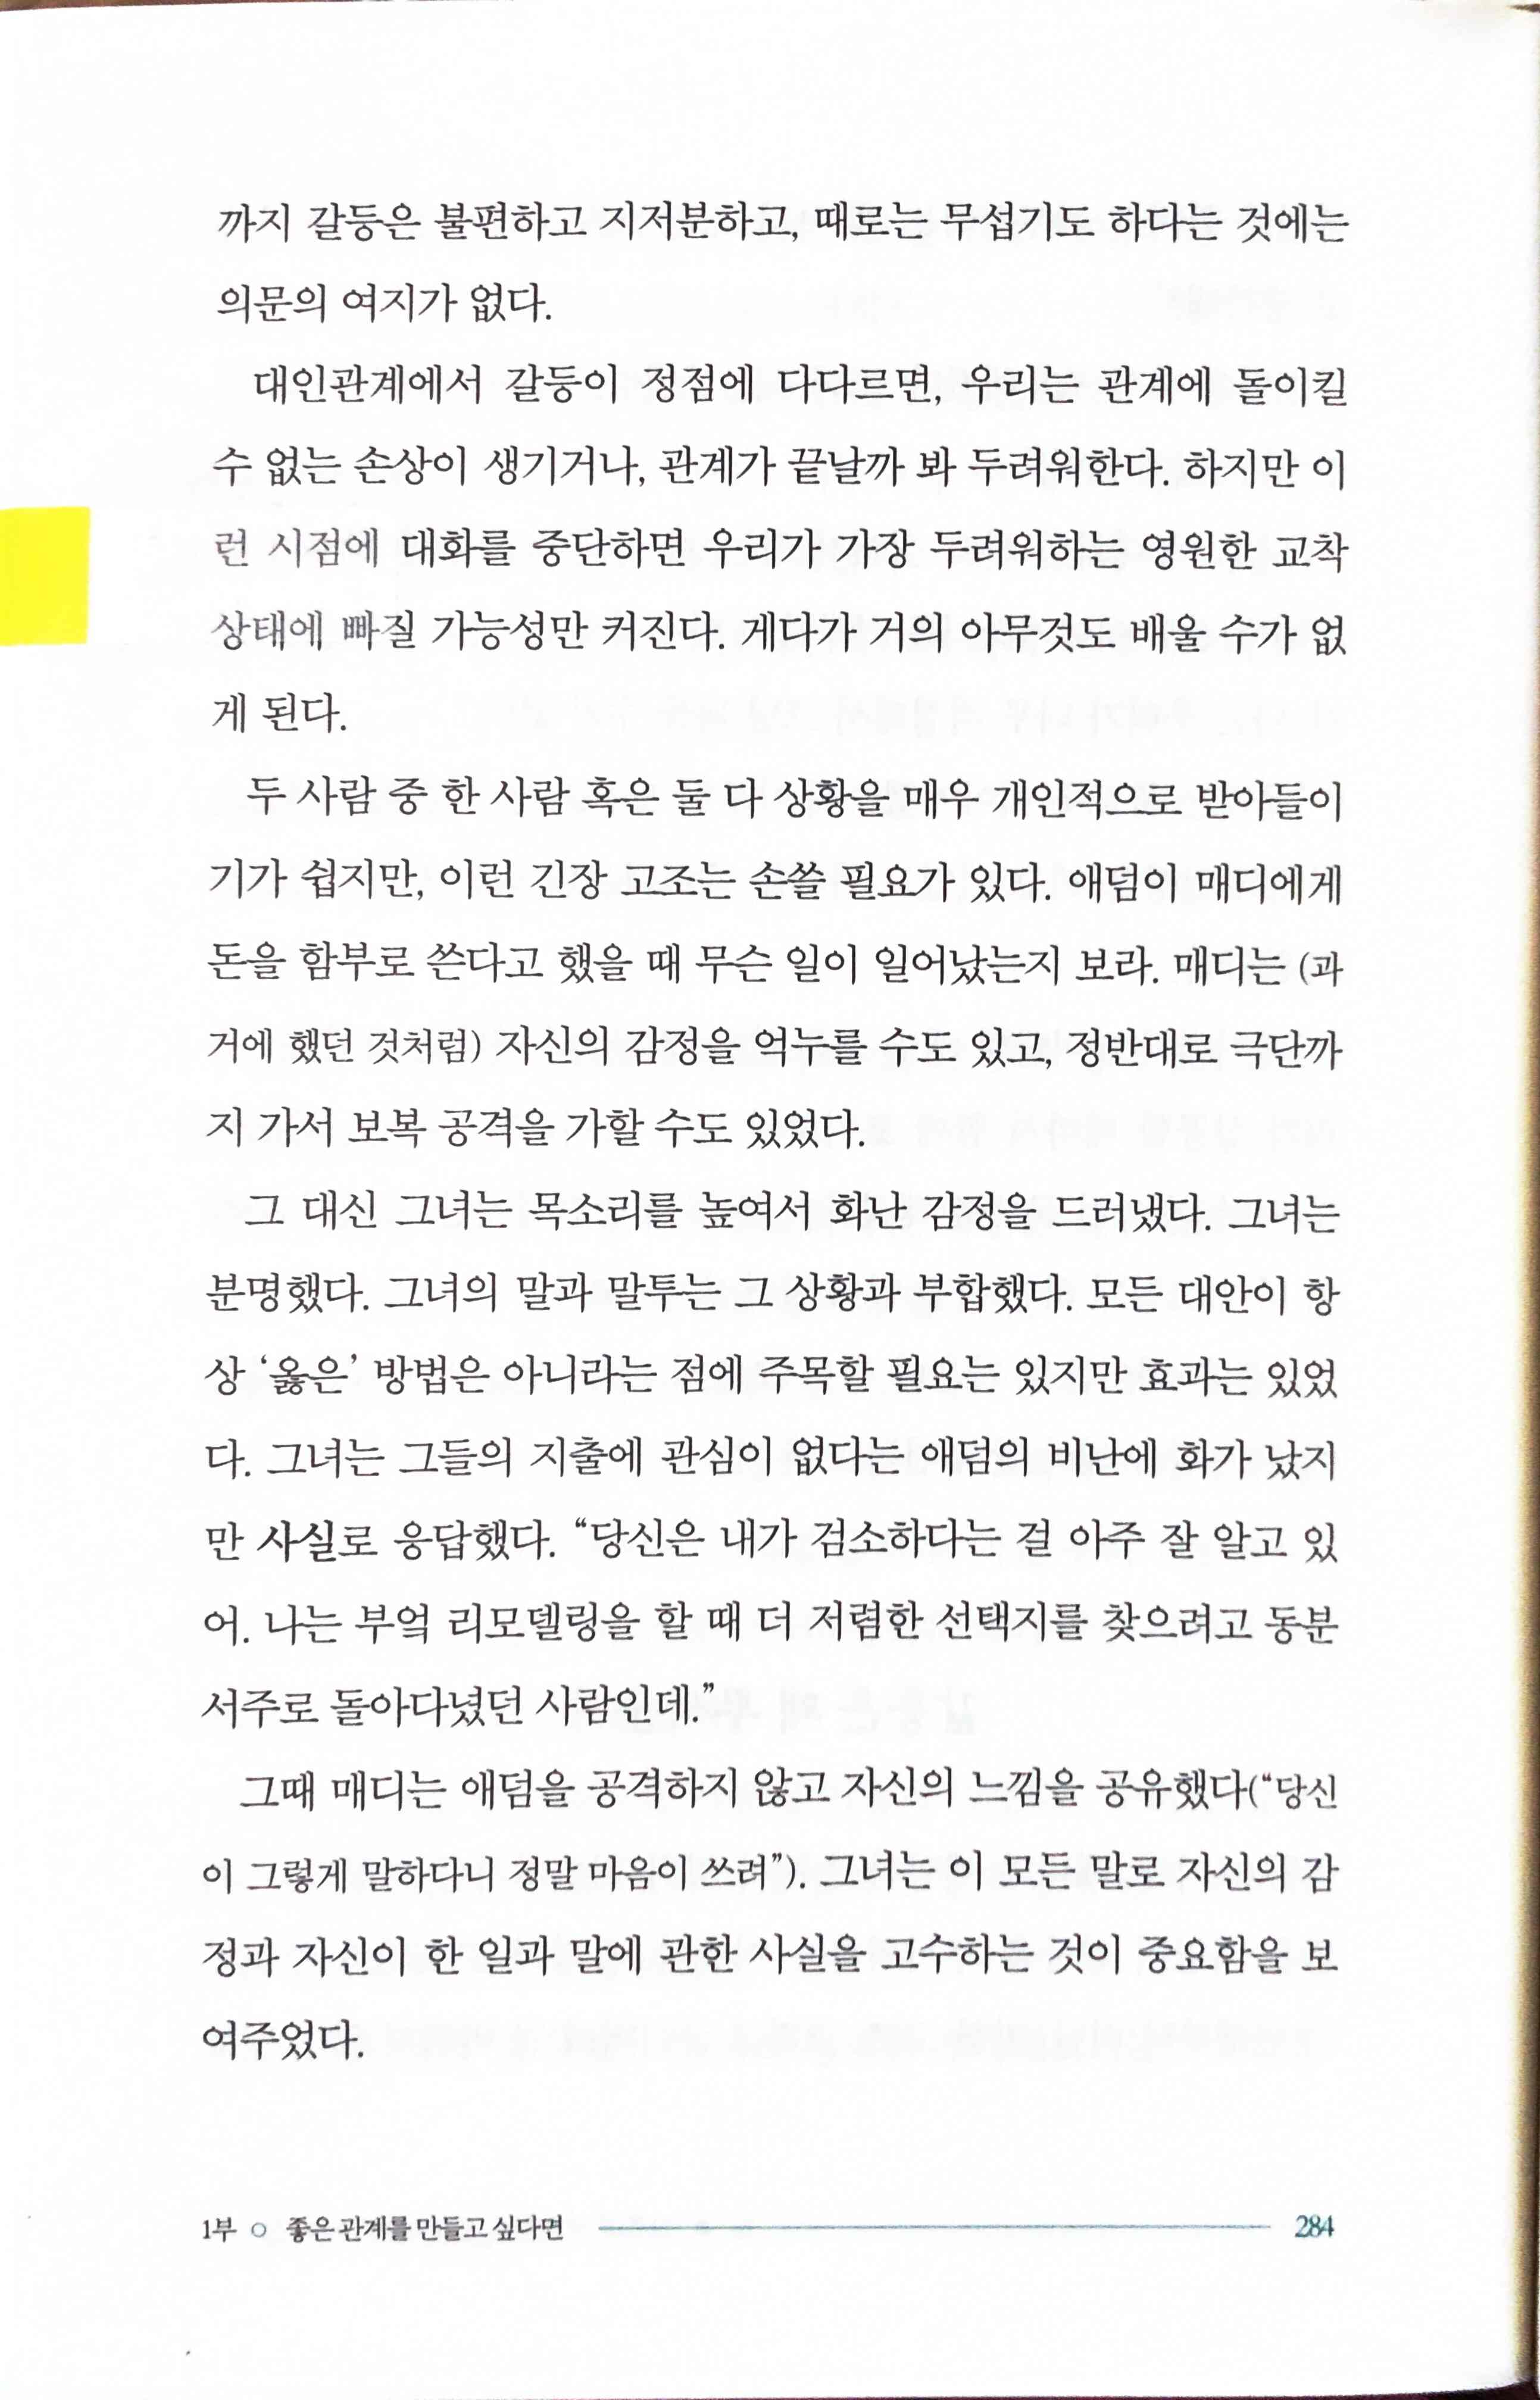 까지 갈등은 불편하고 지저분하고, 때로는 무섭기도 하다는 것에는
의문의 여지가 없다.
대인관계에서 갈등이 정점에 다다르면, 우리는 관계에 돌이킬
수 없는 손상이 생기거나, 관계가 끝날까 봐 두려워한다. 하지만 이
런 시점에 대화를 중단하면 우리가 가장 두려워하는 영원한 교착
상태에 빠질 가능성만 커진다. 게다가 거의 아무것도 배울 수가 없
게 된다.
두 사람 중 한 사람 혹은 둘 다 상황을 매우 개인적으로 받아들이
기가 쉽지만, 이런 긴장 고조는 손쓸 필요가 있다. 애덤이 매디에게
돈을 함부로 쓴다고 했을 때 무슨 일이 일어났는지 보라. 매디는 (과
거에 했던 것처럼) 자신의 감정을 억누를 수도 있고, 정반대로 극단까
지 가서 보복 공격을 가할 수도 있었다.
그 대신 그녀는 목소리를 높여서 화난 감정을 드러냈다. 그녀는
분명했다. 그녀의 말과 말투는 그 상황과 부합했다. 모든 대안이 항
상 ‘옳은’ 방법은 아니라는 점에 주목할 필요는 있지만 효과는 있었
다. 그녀는 그들의 지출에 관심이 없다는 애덤의 비난에 화가 났지
만 사실로 응답했다. “당신은 내가 검소하다는 걸 아주 잘 알고 있
어. 나는 부엌 리모델링을 할 때 더 저렴한 선택지를 찾으려고 동분
서주로 돌아다녔던 사람인데.”
그때 매디는 애덤을 공격하지 않고 자신의 느낌을 공유했다(“당신
이 그렇게 말하다니 정말 마음이 쓰려”). 그녀는 이 모든 말로 자신의 감
정과 자신이 한 일과 말에 관한 사실을 고수하는 것이 중요함을 보
여주었다.
1부 ○ 좋은 관계를 만들고 싶다면 284